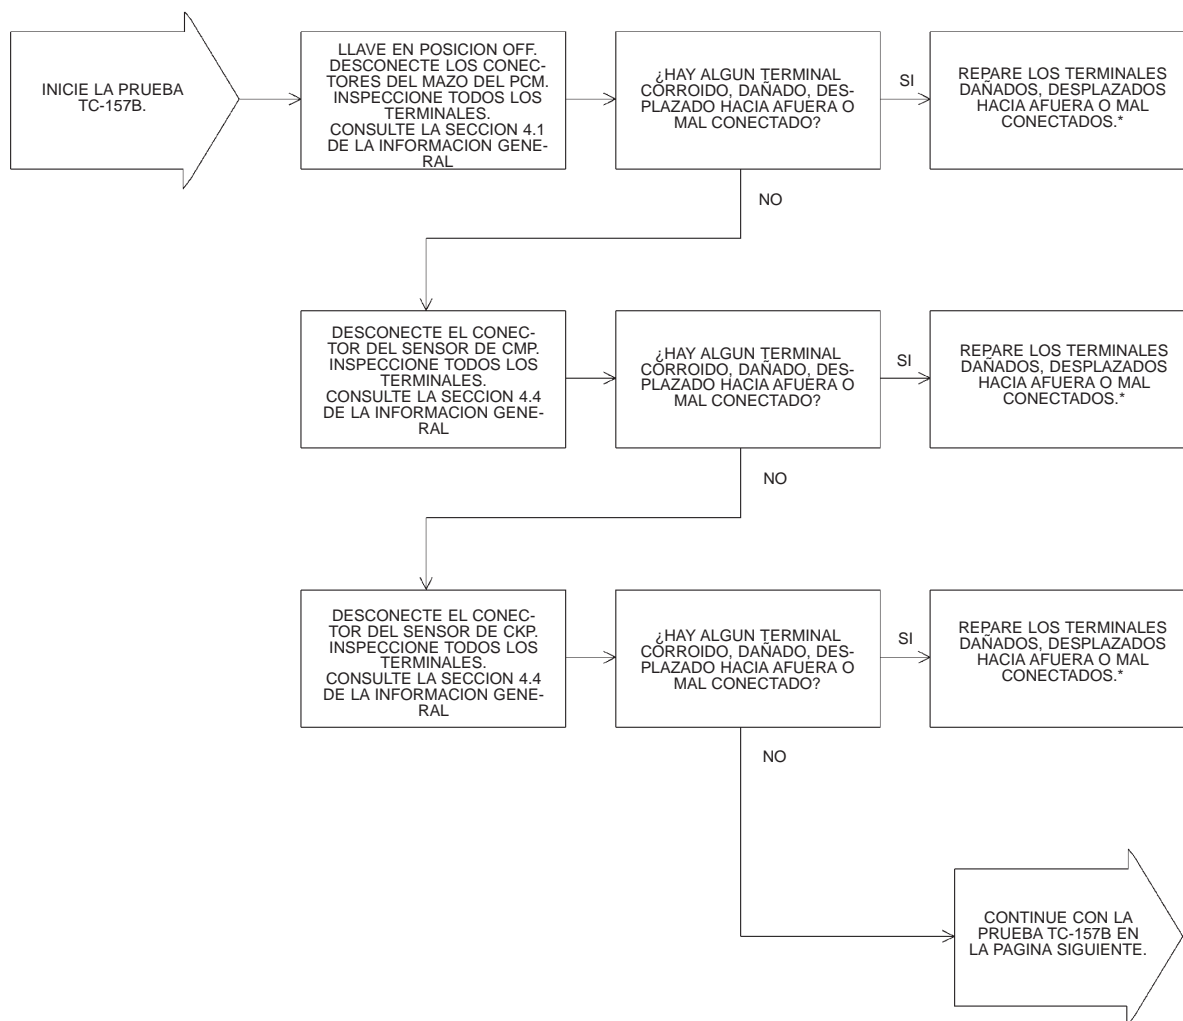 INICIE LA PRUEBA
TC-157B.
LLAVE EN POSICION OFF.
DESCONECTE LOS CONEC-
TORES DEL MAZO DEL PCM.
INSPECCIONE TODOS LOS
TERMINALES.
CONSULTE LA SECCION 4.1
DE LA INFORMACION GENE-
RAL
¿HAY ALGUN TERMINAL
CORROIDO, DAÑADO, DES-
PLAZADO HACIA AFUERA O
MAL CONECTADO?
SI
REPARE LOS TERMINALES
DAÑADOS, DESPLAZADOS
HACIA AFUERA O MAL
CONECTADOS.*
NO
DESCONECTE EL CONEC-
TOR DEL SENSOR DE CMP.
INSPECCIONE TODOS LOS
TERMINALES.
CONSULTE LA SECCION 4.4
DE LA INFORMACION GENE-
RAL
¿HAY ALGUN TERMINAL
CORROIDO, DAÑADO, DES-
PLAZADO HACIA AFUERA O
MAL CONECTADO?
SI
REPARE LOS TERMINALES
DAÑADOS, DESPLAZADOS
HACIA AFUERA O MAL
CONECTADOS.*
NO
DESCONECTE EL CONEC-
TOR DEL SENSOR DE CKP.
INSPECCIONE TODOS LOS
TERMINALES.
CONSULTE LA SECCION 4.4
DE LA INFORMACION GENE-
RAL
¿HAY ALGUN TERMINAL
CORROIDO, DAÑADO, DES-
PLAZADO HACIA AFUERA O
MAL CONECTADO?
SI
REPARE LOS TERMINALES
DAÑADOS, DESPLAZADOS
HACIA AFUERA O MAL
CONECTADOS.*
NO
CONTINUE CON LA
PRUEBA TC-157B EN
LA PAGINA SIGUIENTE.